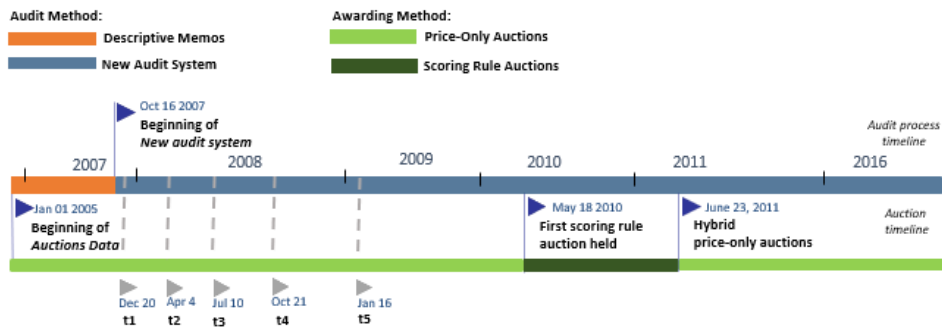 Audit Method:
Awarding Method:
Descriptive Memos
Price-Only Auctions
New Audit System
Scoring Rule Auctions
Oct 16 2007
Beginning of
New audit system
Audit process
timeline
2007
2008
2009
2010
2011
2016
Jan 01 2005
Beginning of
Auctions Data
May 18 2010
First scoring rule
auction held
June 23, 2011
Hybrid
price-only auctions
Auction
timeline
Dec 20
Apr 4
Jul 10
Oct 21
Jan 16
t1
t2
t3
t4
t5